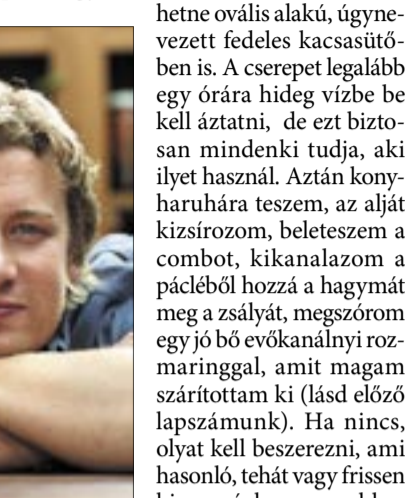 hetne ovális alakú, úgyne-
vezett fedeles kacsasütő-
ben is. A cserepet legalább
egy órára hideg vízbe be
kell áztatni, de ezt bizto-
san mindenki tudja, aki
ilyet használ. Aztán kony-
haruhára teszem, az alját
kizsírozom, beleteszem a
combot, kikanalazom a
pácléből hozzá a hagymát
meg a zsályát, megszórom
egy jó bő evőkanálnyi roz-
maringgal, amit magam
szárítottam ki (lásd előző
lapszámunk). Ha nincs,
olyat kell beszerezni, ami
hasonló, tehát vagy frissen